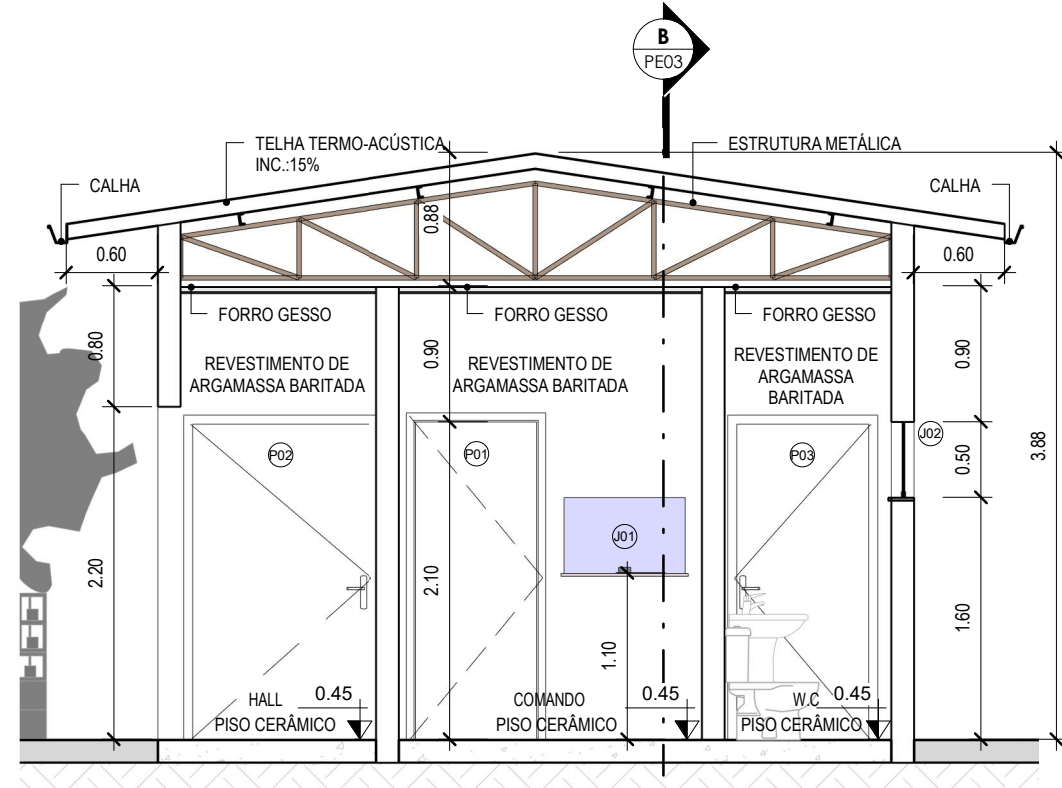 B
PE03
TELHA TERMO-ACÚSTICA
INC.:15%
ESTRUTURA METÁLICA
CALHA
CALHA
0.60
0.88
0.60
FORRO GESSO
FORRO GESSO
FORRO GESSO
0.80
REVESTIMENTO DE
ARGAMASSA BARITADA
0.90
REVESTIMENTO DE
ARGAMASSA BARITADA
REVESTIMENTO DE
ARGAMASSA
BARITADA
0.90
3.88
P02
P01
P03
J02
0.50
J01
2.20
2.10
1.10
1.60
HALL
0.45
PISO CERÂMICO
COMANDO
0.45
PISO CERÂMICO
W.C
0.45
PISO CERÂMICO